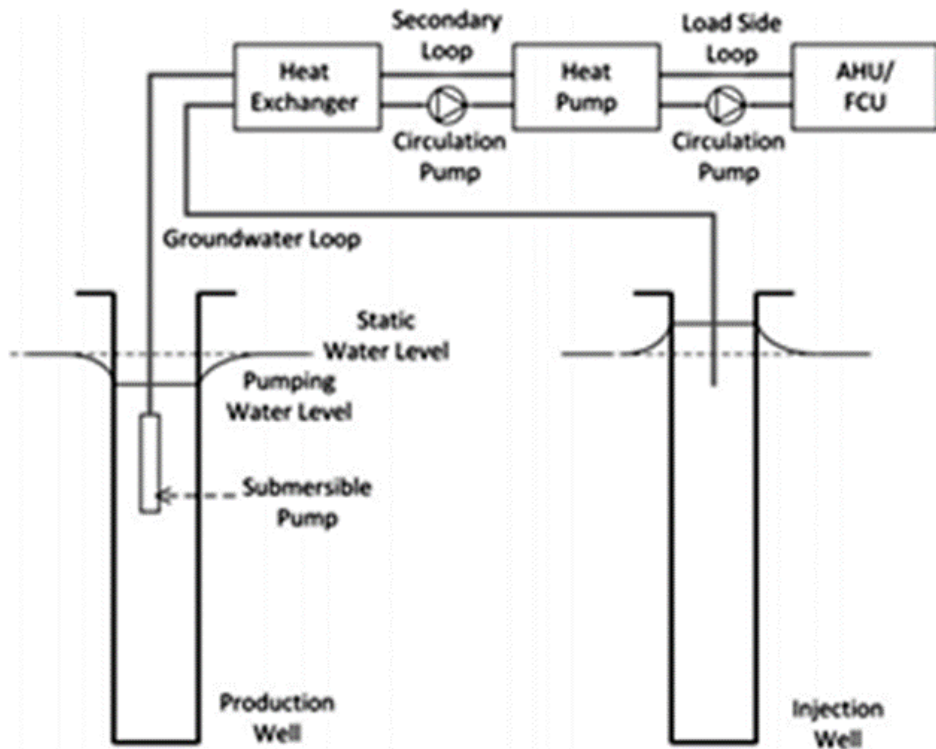 Heat
Exchanger
Secondary
Loop
Circulation
Pump
Heat
Pump
Load Side
Loop
Circulation
Pump
AHU/
FCU
Groundwater Loop
Static
Water Level
Pumping
Water Level
Submersible
Pump
Production
Well
Injection
Well